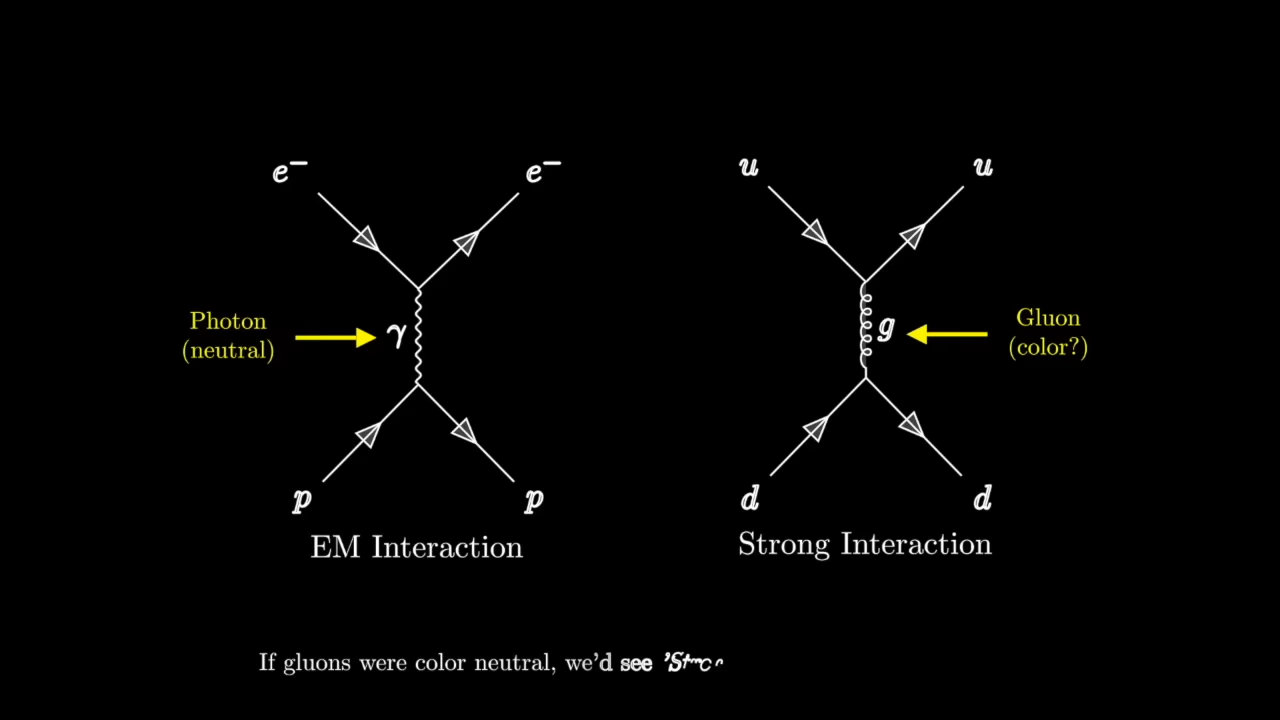 e⁻ e⁻ u u
Photon
(neutral)
γ
g
Gluon
(color?)
p p d d
EM Interaction
Strong Interaction
If gluons were color neutral, we'd see